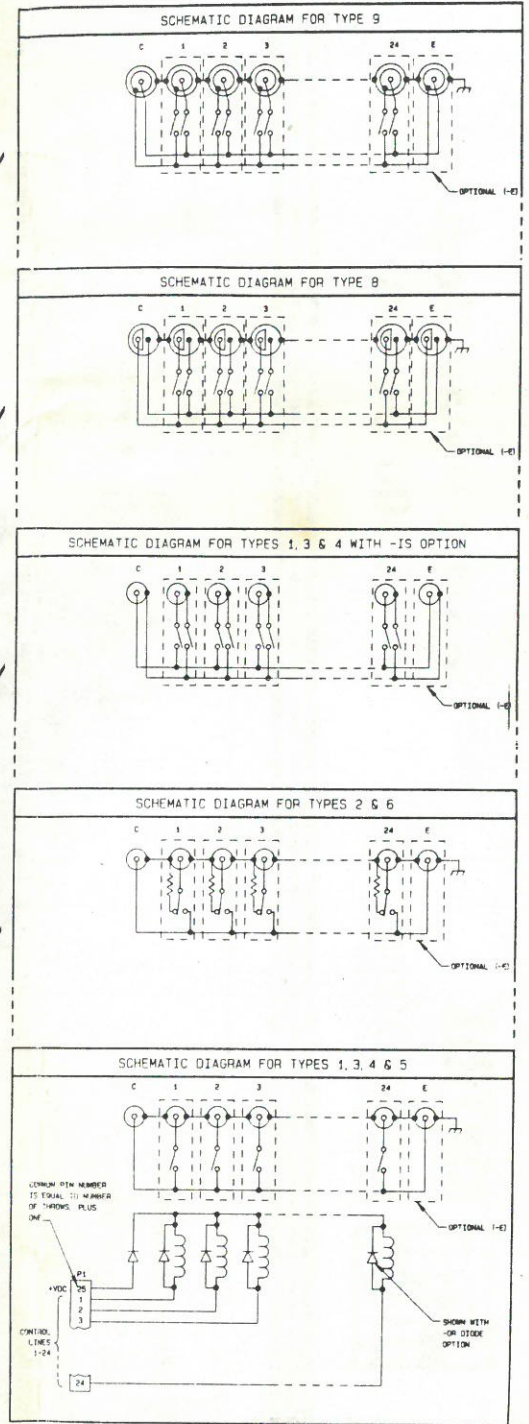 SCHEMATIC DIAGRAM FOR TYPE 9
C 1 2 3 24 E
OPTIONAL (-E)
SCHEMATIC DIAGRAM FOR TYPE 8
C 1 2 3 24 E
OPTIONAL (-E)
SCHEMATIC DIAGRAM FOR TYPES 1, 3 & 4 WITH -IS OPTION
C 1 2 3 24 E
OPTIONAL (-E)
SCHEMATIC DIAGRAM FOR TYPES 2 & 6
C 1 2 3 24 E
OPTIONAL (-E)
SCHEMATIC DIAGRAM FOR TYPES 1, 3, 4 & 5
C 1 2 3 24 E
COMMON PIN NUMBER
IS EQUAL TO NUMBER
OF THROWS, PLUS
ONE
OPTIONAL (-E)
P1
+VDC 25
1
2
3
CONTROL
LINES
1-24
24
SHOWN WITH
-DR DIODE
OPTION